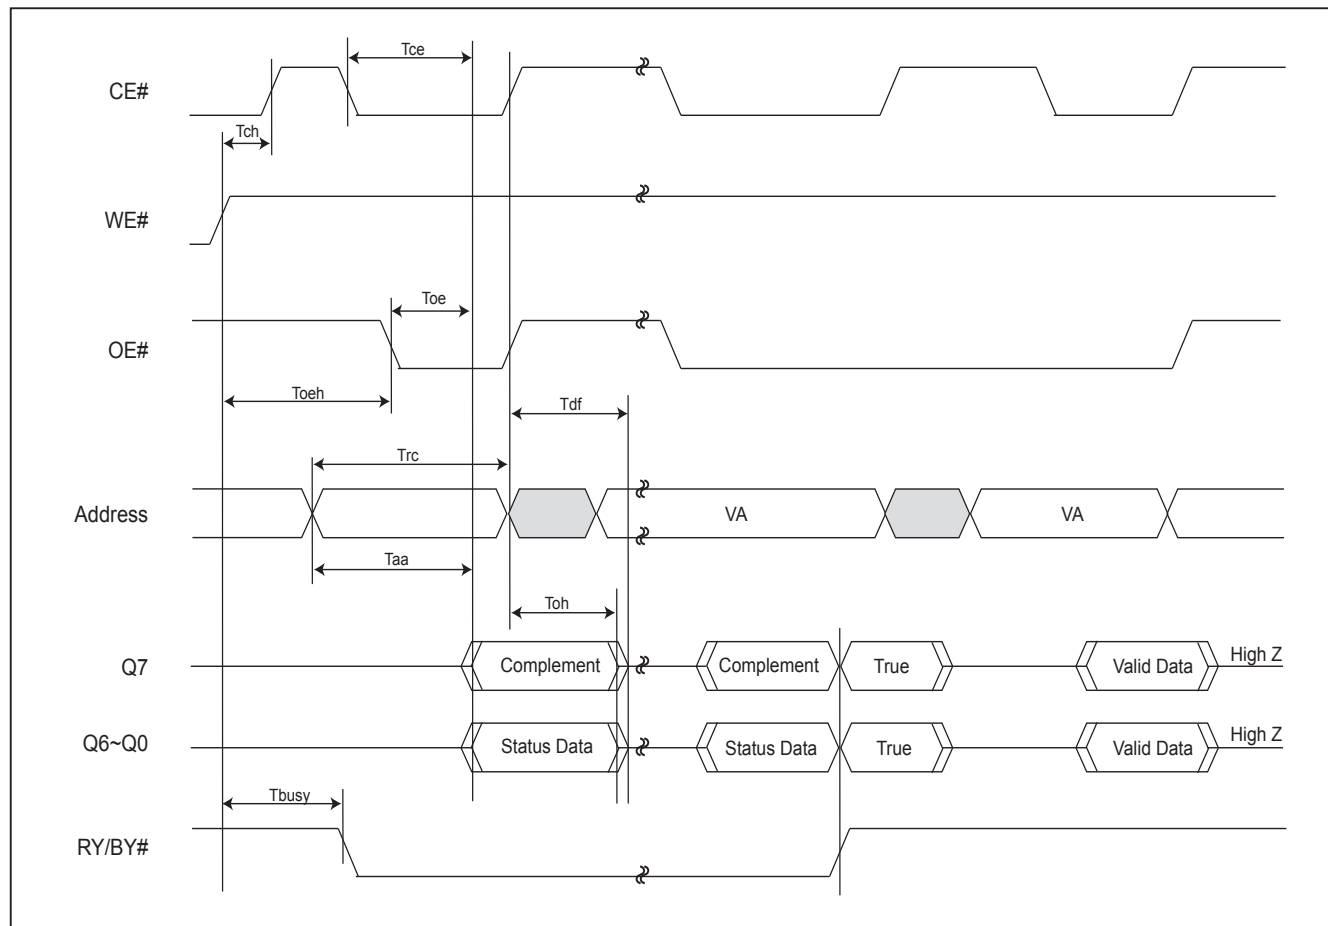 Tce
CE#
Tch
WE#
Toe
OE#
Toeh
Tdf
Trc
Address
VA
VA
Taa
Toh
Q7
Complement
Complement
True
Valid Data
High Z
Q6~Q0
Status Data
Status Data
True
Valid Data
High Z
Tbusy
RY/BY#